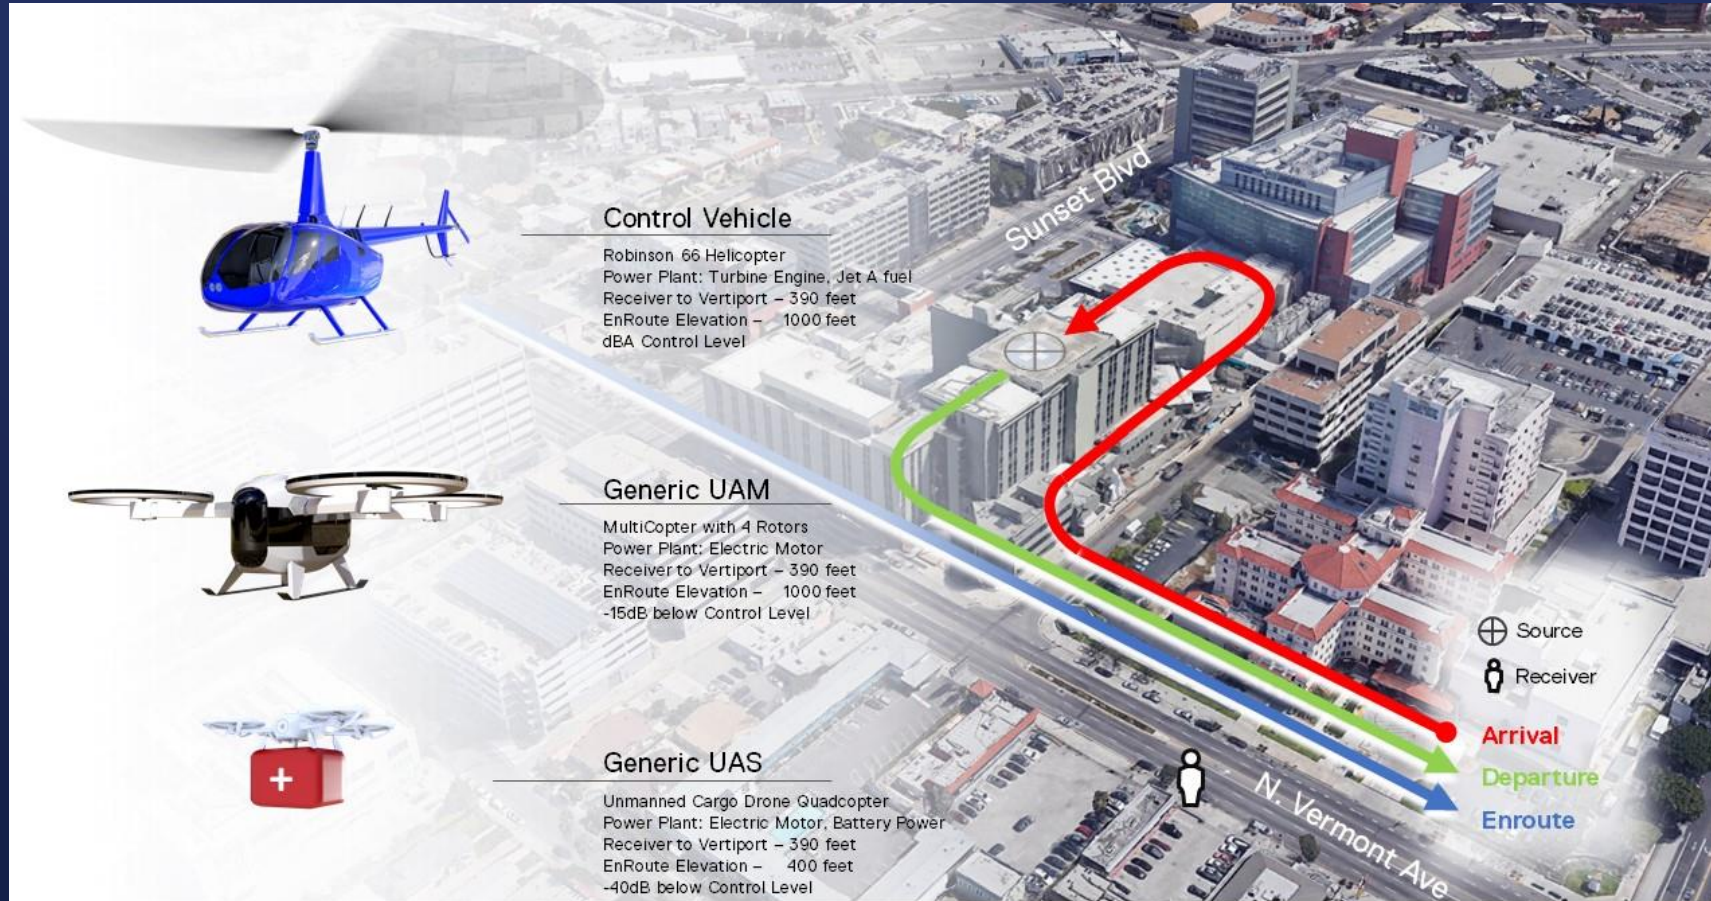 Control Vehicle
Robinson 66 Helicopter
Power Plant: Turbine Engine, Jet A fuel
Receiver to Vertiport – 390 feet
EnRoute Elevation – 1000 feet
dBA Control Level
Generic UAM
MultiCopter with 4 Rotors
Power Plant: Electric Motor
Receiver to Vertiport – 390 feet
EnRoute Elevation – 1000 feet
-15dB below Control Level
Generic UAS
Unmanned Cargo Drone Quadcopter
Power Plant: Electric Motor, Battery Power
Receiver to Vertiport – 390 feet
EnRoute Elevation – 400 feet
-40dB below Control Level
Sunset Blvd
N. Vermont Ave
Source
Receiver
Arrival
Departure
Enroute